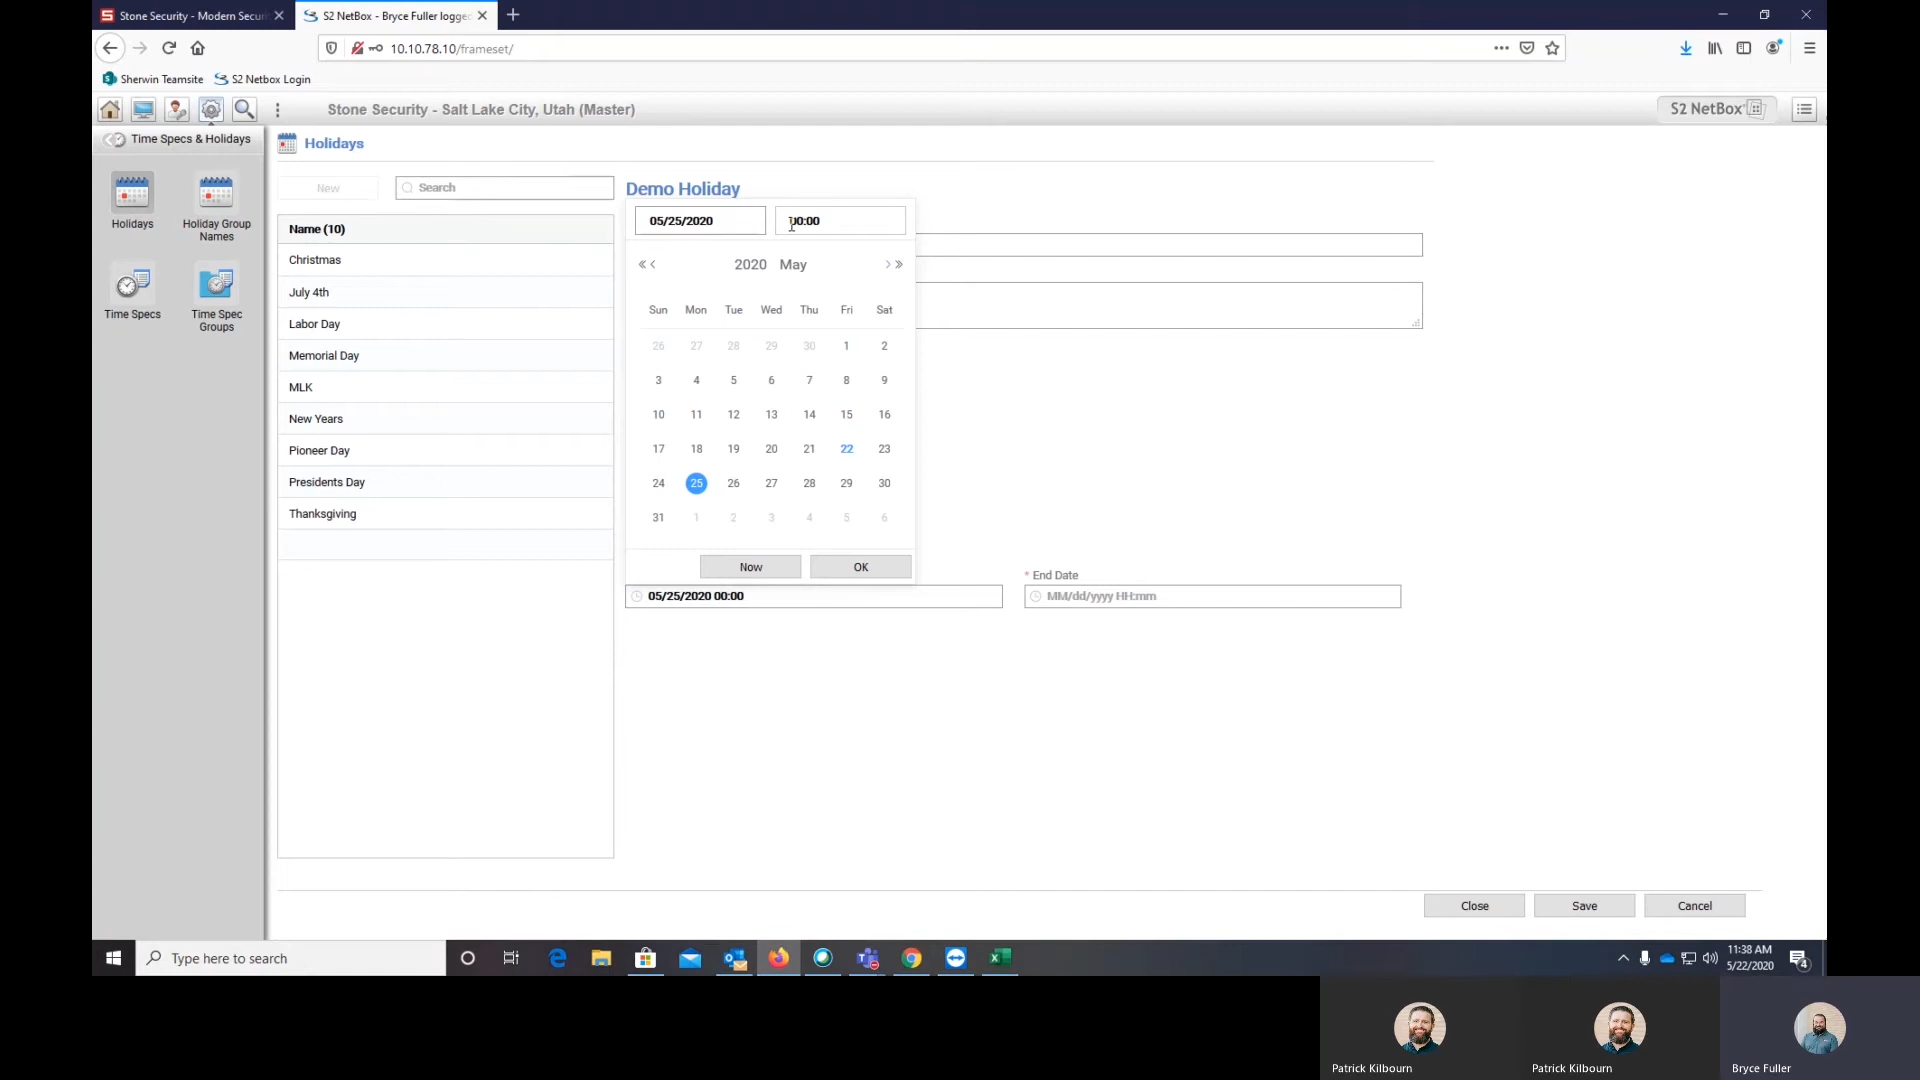 Stone Security - Modern Securi
S2 NetBox - Bryce Fuller logge
10.10.78.10/frameset/
Sherwin Teamsite
S2 Netbox Login
Stone Security - Salt Lake City, Utah (Master)
S2 NetBox
Time Specs & Holidays
Holidays
Holiday Group
Names
Time Specs
Time Spec
Groups
Holidays
New
Search
Name (10)
Christmas
July 4th
Labor Day
Memorial Day
MLK
New Years
Pioneer Day
Presidents Day
Thanksgiving
Demo Holiday
05/25/2020
00:00
2020 May
Sun Mon Tue Wed Thu Fri Sat
26 27 28 29 30 1 2
3 4 5 6 7 8 9
10 11 12 13 14 15 16
17 18 19 20 21 22 23
24 25 26 27 28 29 30
31 1 2 3 4 5 6
Now
OK
05/25/2020 00:00
* End Date
MM/dd/yyyy HH:mm
Close
Save
Cancel
Type here to search
11:38 AM
5/22/2020
4
Patrick Kilbourn
Patrick Kilbourn
Bryce Fuller